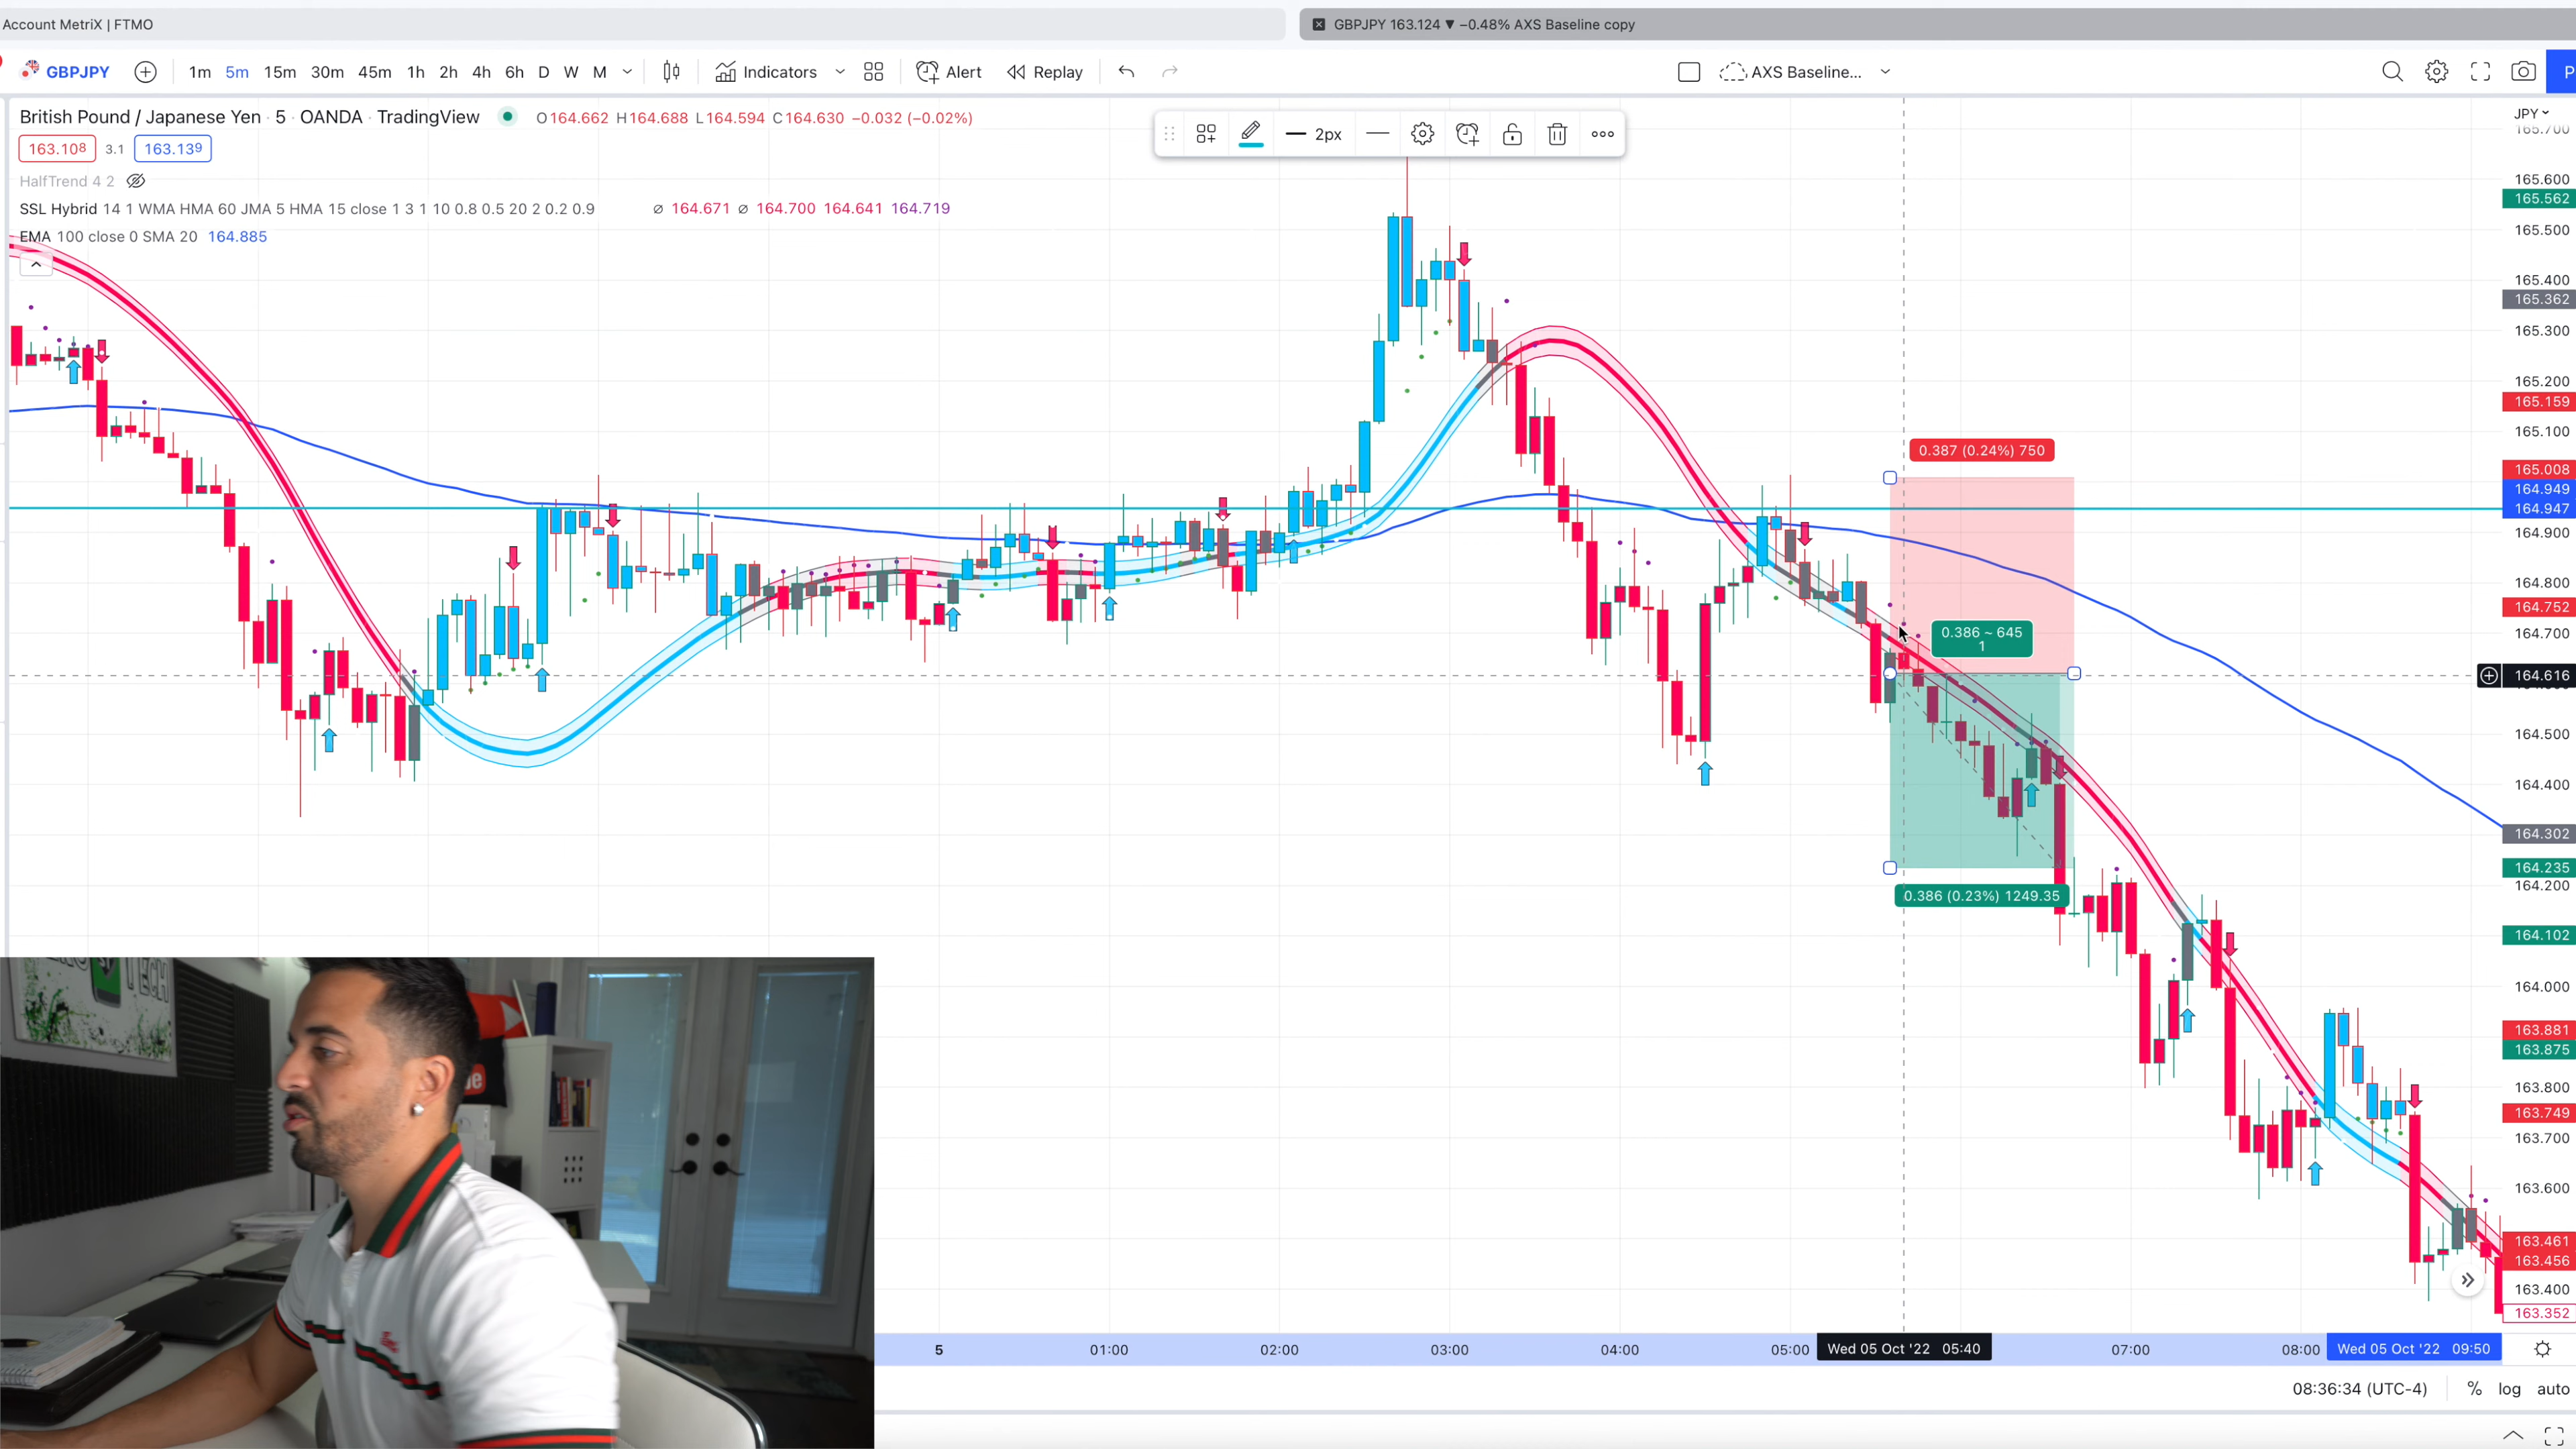 Account MetriX | FTMO
GBPJPY 163.124 ▼ −0.48% AXS Baseline copy
GBPJPY 1m 5m 15m 30m 45m 1h 2h 4h 6h D W M Indicators Alert Replay AXS Baseline...
British Pound / Japanese Yen · 5 · OANDA · TradingView O164.662 H164.688 L164.594 C164.630 −0.032 (−0.02%)
2px
163.108 3.1 163.139
HalfTrend 4 2
SSL Hybrid 14 1 WMA HMA 60 JMA 5 HMA 15 close 1 3 1 10 0.8 0.5 20 2 0.2 0.9 ∅ 164.671 ∅ 164.700 164.641 164.719
EMA 100 close 0 SMA 20 164.885
JPY
165.700
165.600
165.562
165.500
165.400
165.362
165.300
165.200
165.159
165.100
165.008
164.949
164.947
164.900
164.800
164.752
164.700
164.616
164.500
164.400
164.302
164.235
164.200
164.102
164.000
163.881
163.875
163.800
163.749
163.700
163.600
163.461
163.456
163.400
163.352
0.387 (0.24%) 750
0.386 ~ 645
1
0.386 (0.23%) 1249.35
TECH
5 01:00 02:00 03:00 04:00 05:00 Wed 05 Oct '22 05:40 07:00 08:00 Wed 05 Oct '22 09:50
08:36:34 (UTC-4) % log auto